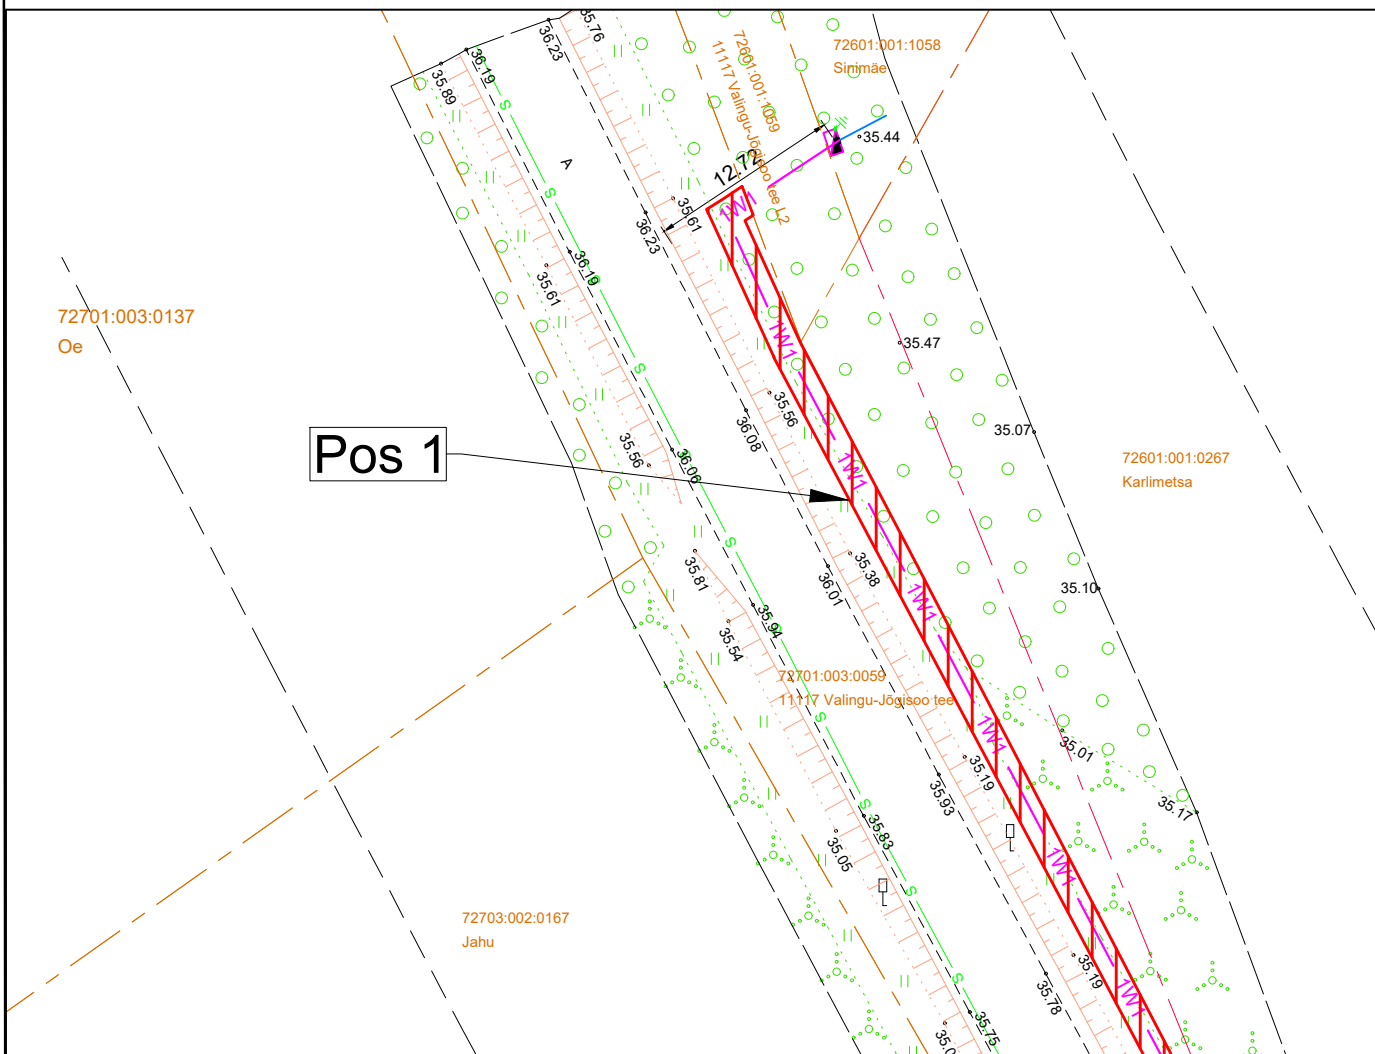 35.76
36.23
36.19
35.89
72601:001:1059
11117 Valingu-Jõgisoo tee L2
72601:001:1058
Sinimäe
35.44
S
A
12.72
S
1W1
35.61
36.23
36.19
35.61
S
72701:003:0137
Oe
1W1
35.47
S
35.56
36.08
35.07
Pos 1
35.56
36.06
1W1
72601:001:0267
Karlimetsa
S
35.81
35.38
36.01
35.10
1W1
35.94
35.54
S
72701:003:0059
11117 Valingu-Jõgisoo tee
S
1W1
35.01
35.19
35.93
35.17
S
35.83
35.05
1W1
S
72703:002:0167
Jahu
35.19
35.78
S
1W1
35.75
35.0